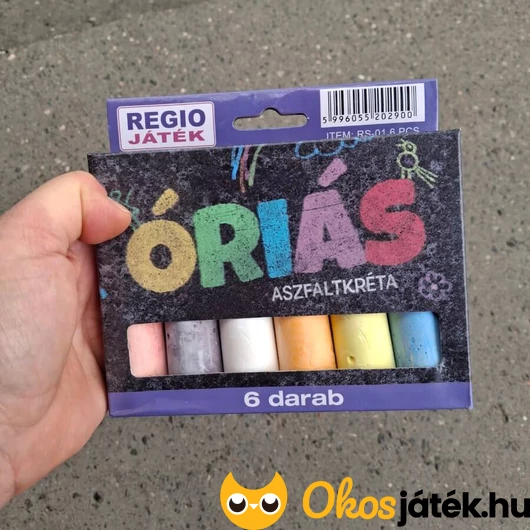 REGIO
JÁTÉK
5 996055 202900
ITEM: RS-01 6 PCS
ÓRIÁS
ASZFALTKRÉTA
6 darab
Okosjáték.hu